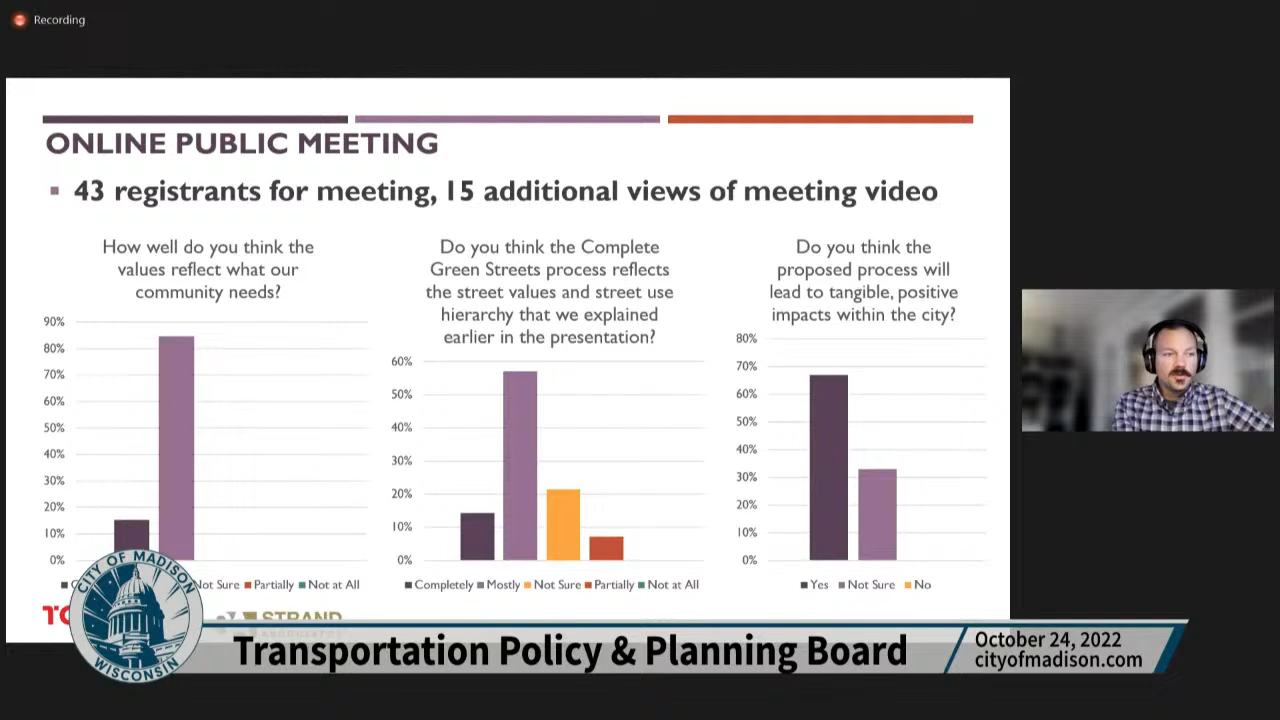 Recording
ONLINE PUBLIC MEETING
43 registrants for meeting, 15 additional views of meeting video
How well do you think the
values reflect what our
community needs?
90%
80%
70%
60%
50%
40%
30%
20%
10%
0%
Not Sure Partially Not at All
Do you think the Complete
Green Streets process reflects
the street values and street use
hierarchy that we explained
earlier in the presentation?
60%
50%
40%
30%
20%
10%
0%
Completely Mostly Not Sure Partially Not at All
Do you think the
proposed process will
lead to tangible, positive
impacts within the city?
80%
70%
60%
50%
40%
30%
20%
10%
0%
Yes Not Sure No
STRAND
CITY OF MADISON
WISCONSIN
Transportation Policy & Planning Board
October 24, 2022
cityofmadison.com